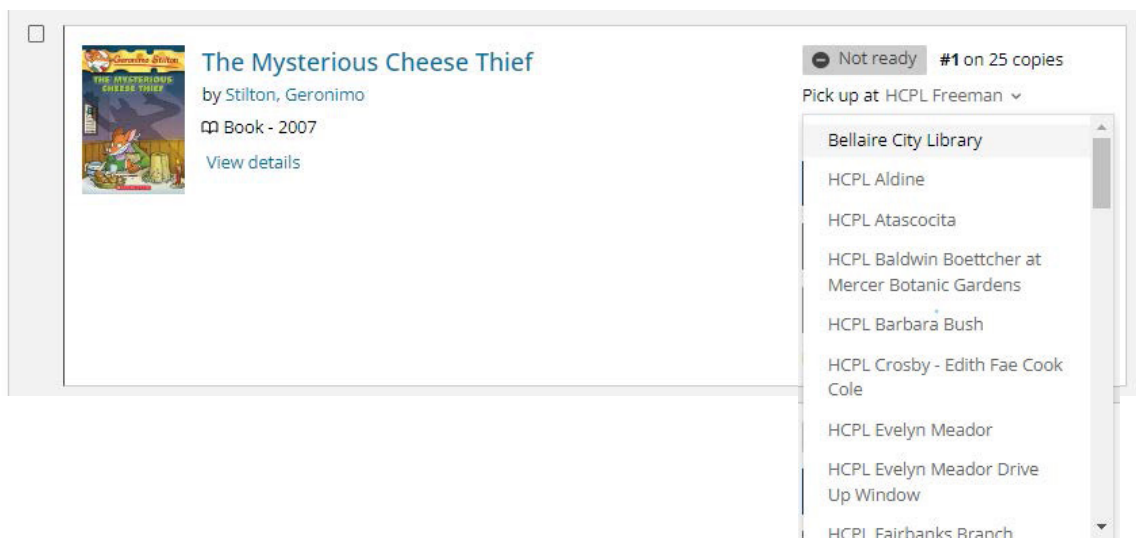 The Mysterious Cheese Thief
by Stilton, Geronimo
Book - 2007
View details
Geronimo Stilton
THE MYSTERIOUS
CHEESE THIEF
SCHOLASTIC
Not ready #1 on 25 copies
Pick up at HCPL Freeman
Bellaire City Library
HCPL Aldine
HCPL Atascocita
HCPL Baldwin Boettcher at
Mercer Botanic Gardens
HCPL Barbara Bush
HCPL Crosby - Edith Fae Cook
Cole
HCPL Evelyn Meador
HCPL Evelyn Meador Drive
Up Window
HCPL Fairbanks Branch